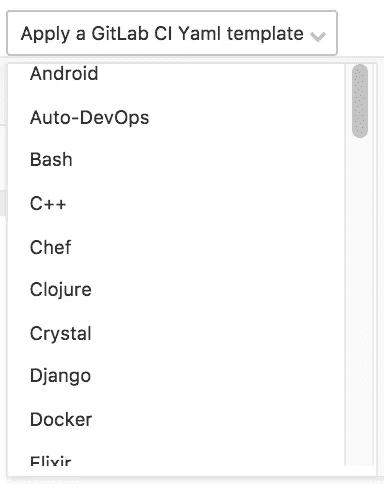 Apply a GitLab CI Yaml template
Android
Auto-DevOps
Bash
C++
Chef
Clojure
Crystal
Django
Docker
Elixir